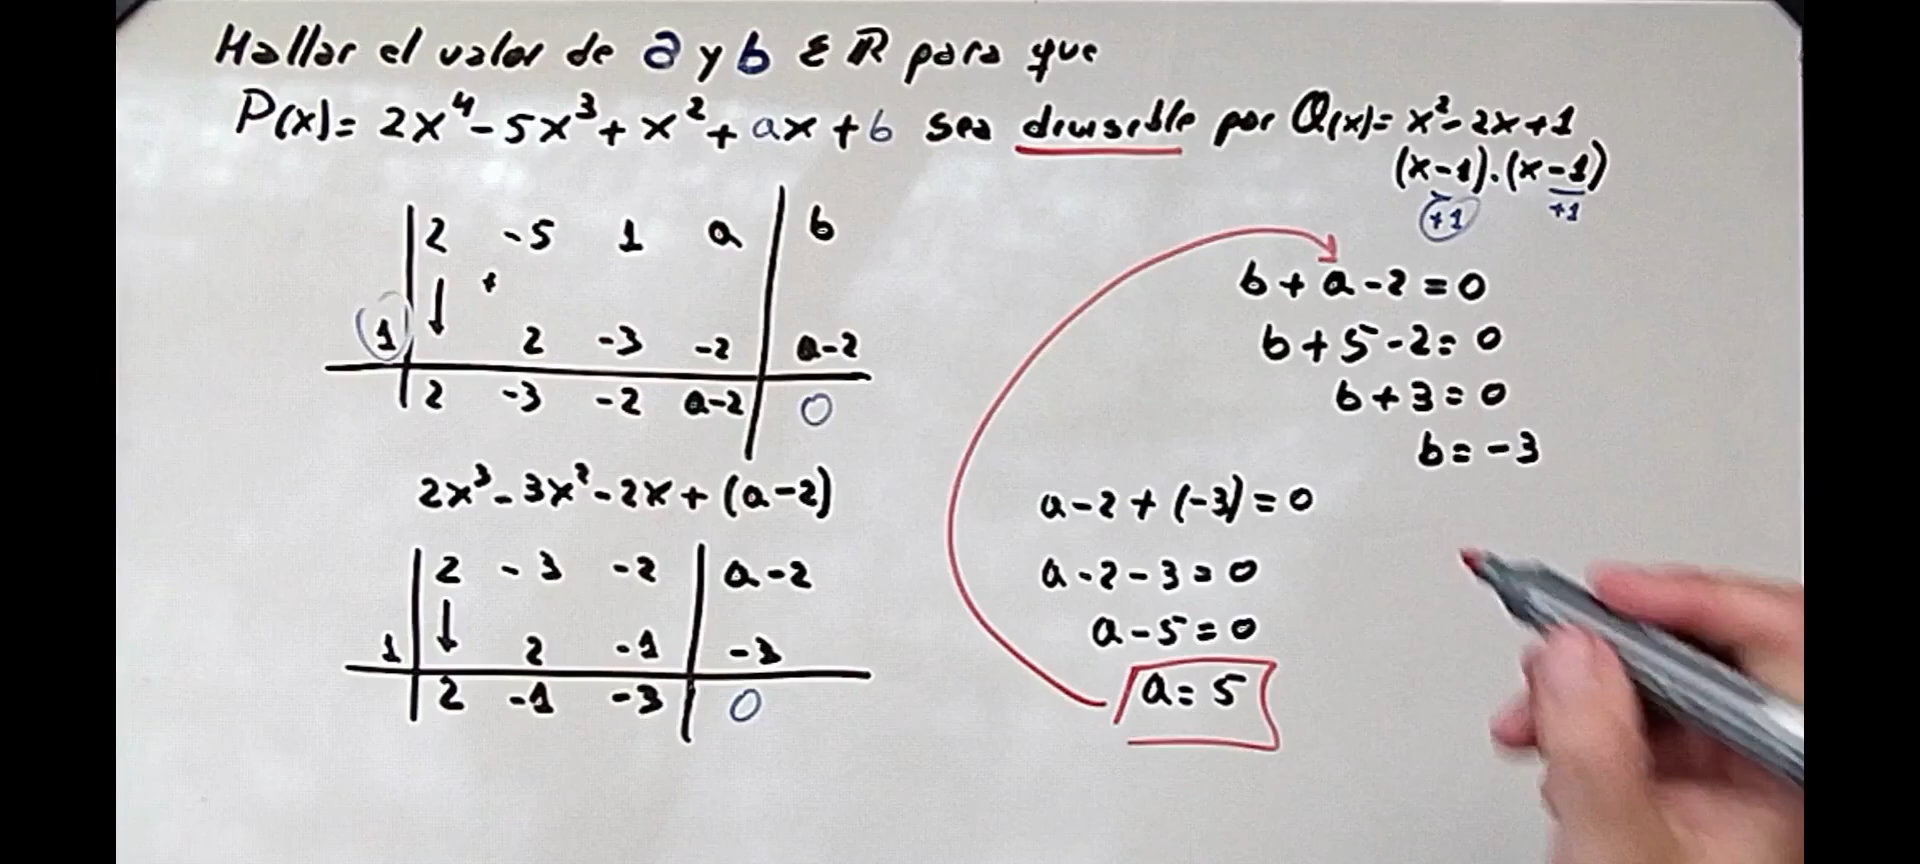 Hallar el valor de a y b ∈ ℝ para que
P(x)= 2x⁴-5x³+x²+ax+b sea divisible por Q(x)= x²-2x+1
(x-1).(x-1)
+1 +1
2 -5 1 a b
+
1 2 -3 -2 a-2
2 -3 -2 a-2 0
2x³-3x²-2x+(a-2)
2 -3 -2 a-2
1 2 -1 -3
2 -1 -3 0
b+a-2=0
b+5-2=0
b+3=0
b=-3
a-2+(-3)=0
a-2-3=0
a-5=0
a=5